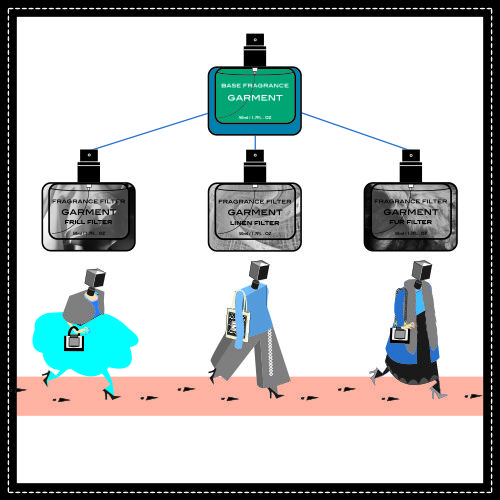 BASE FRAGRANCE
GARMENT
50ml / 1.7FL. OZ
FRAGRANCE FILTER
GARMENT
FRILL FILTER
50ml / 1.7FL. OZ
FRAGRANCE FILTER
GARMENT
LINEN FILTER
50ml / 1.7FL. OZ
FRAGRANCE FILTER
GARMENT
FUR FILTER
50ml / 1.7FL. OZ